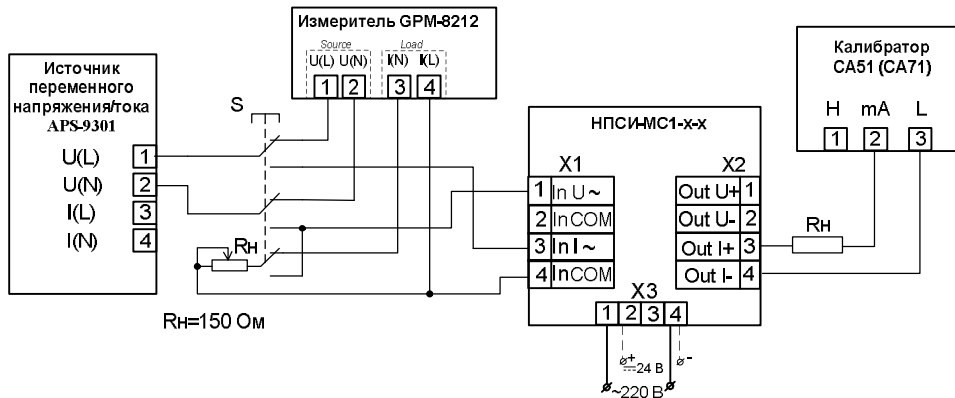 Измеритель GPM-8212
Source
Load
U(L) U(N) I(N) I(L)
1 2 3 4
Источник
переменного
напряжения/тока
APS-9301
U(L) 1
U(N) 2
I(L) 3
I(N) 4
S
Rн
Rн=150 Ом
НПСИ-МС1-х-х
X1
1 In U ~
2 InCOM
3 In I ~
4 InCOM
X2
Out U+ 1
Out U- 2
Out I+ 3
Out I- 4
X3
1 2 3 4
+ -
24 В
~220 В
Rн
Калибратор
СА51 (СА71)
H mA L
1 2 3